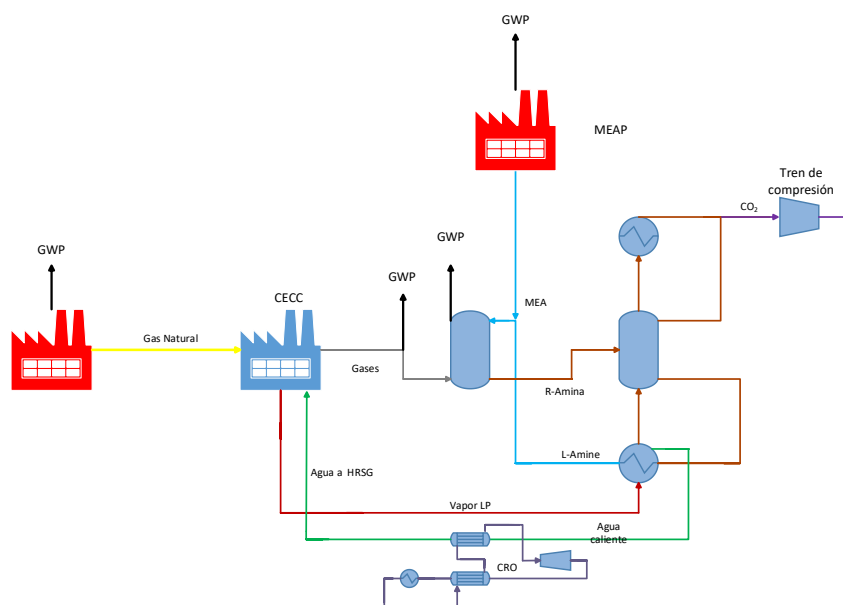 GWP
MEAP
Tren de
compresión
CO₂
GWP
GWP
GWP
CECC
MEA
Gas Natural
Gases
R-Amina
L-Amine
Agua a HRSG
Vapor LP
Agua
caliente
CRO